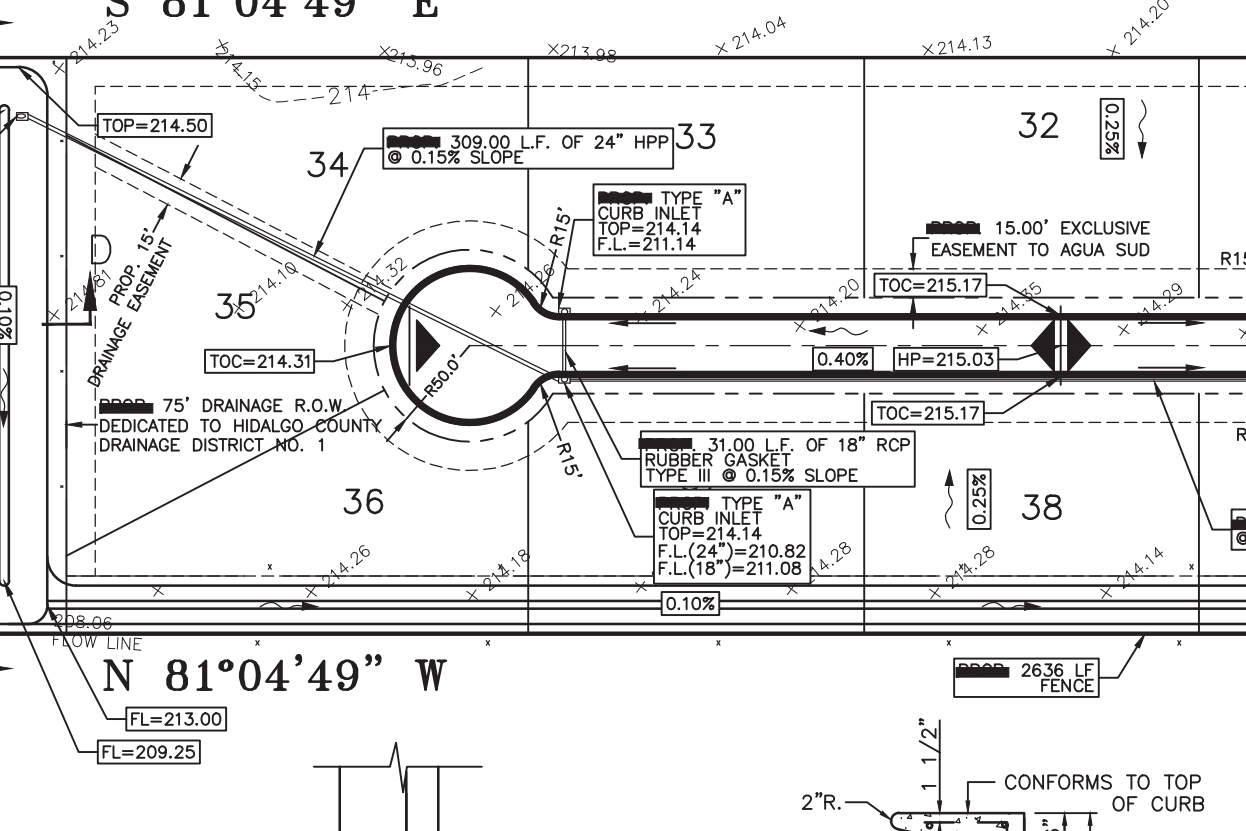 S 81°04'49" E
214.23
214.15
213.96
213.98
214.04
214.13
214.20
214
TOP=214.50
34
309.00 L.F. OF 24" HPP
@ 0.15% SLOPE
33
32
0.25%
TYPE "A"
CURB INLET
TOP=214.14
F.L.=211.14
R15'
15.00' EXCLUSIVE
EASEMENT TO AGUA SUD
R15
D
PROP. 15'
DRAINAGE EASEMENT
214.81
214.10
214.32
214.26
214.24
214.20
214.35
214.29
TOC=215.17
35
0.10%
TOC=214.31
R50.0'
0.40%
HP=215.03
TOC=215.17
75' DRAINAGE R.O.W.
DEDICATED TO HIDALGO COUNTY
DRAINAGE DISTRICT NO. 1
R15'
31.00 L.F. OF 18" RCP
RUBBER GASKET
TYPE III @ 0.15% SLOPE
36
TYPE "A"
CURB INLET
TOP=214.14
F.L.(24")=210.82
F.L.(18")=211.08
0.25%
38
@
214.26
214.18
214.28
214.28
214.14
0.10%
208.06
FLOW LINE
N 81°04'49" W
2636 LF
FENCE
FL=213.00
FL=209.25
1 1/2"
2"R.
CONFORMS TO TOP
OF CURB